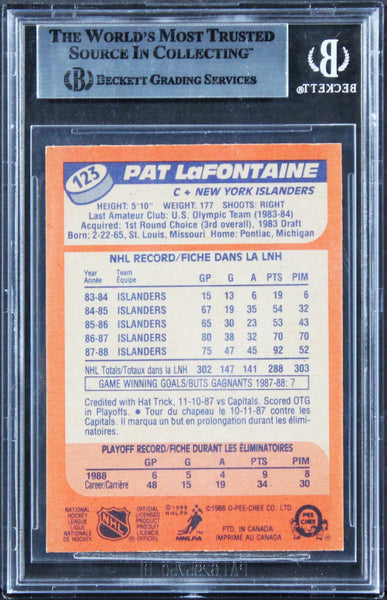 THE WORLD'S MOST TRUSTED
SOURCE IN COLLECTING™
BECKETT GRADING SERVICES
BECKETT
123
PAT LaFONTAINE
C + NEW YORK ISLANDERS
HEIGHT: 5'10" WEIGHT: 177 SHOOTS: RIGHT
Last Amateur Club: U.S. Olympic Team (1983-84)
Acquired: 1st Round Choice (3rd overall), 1983 Draft
Born: 2-22-65, St. Louis, Missouri Home: Pontiac, Michigan
NHL RECORD/FICHE DANS LA LNH
Year Team GP G A PTS PIM
Année Équipe
83-84 ISLANDERS 15 13 6 19 6
84-85 ISLANDERS 67 19 35 54 32
85-86 ISLANDERS 65 30 23 53 43
86-87 ISLANDERS 80 38 32 70 70
87-88 ISLANDERS 75 47 45 92 52
NHL Totals/Totaux dans la LNH 302 147 141 288 303
GAME WINNING GOALS/BUTS GAGNANTS 1987-88: 7
Credited with Hat Trick, 11-10-87 vs Capitals. Scored OTG
in Playoffs. • Tour du chapeau le 10-11-87 contre les
Capitals. Il marqua un but en prolongation durant les élimi-
natoires.
PLAYOFF RECORD/FICHE DURANT LES ÉLIMINATOIRES
GP G A PTS PIM
1988 6 5 4 9 8
Career/Carrière 48 15 19 34 30
NATIONAL
HOCKEY
LEAGUE
LIGUE
NATIONALE
DE HOCKEY
NHL
OFFICIAL
LICENSED
PRODUCT
PRODUIT
OFFICIEL
©1988
NHLPA
©1988 O-PEE-CHEE CO. LTD
PTD. IN CANADA/
IMPRIMÉ AU CANADA
O
PEE
CHEE